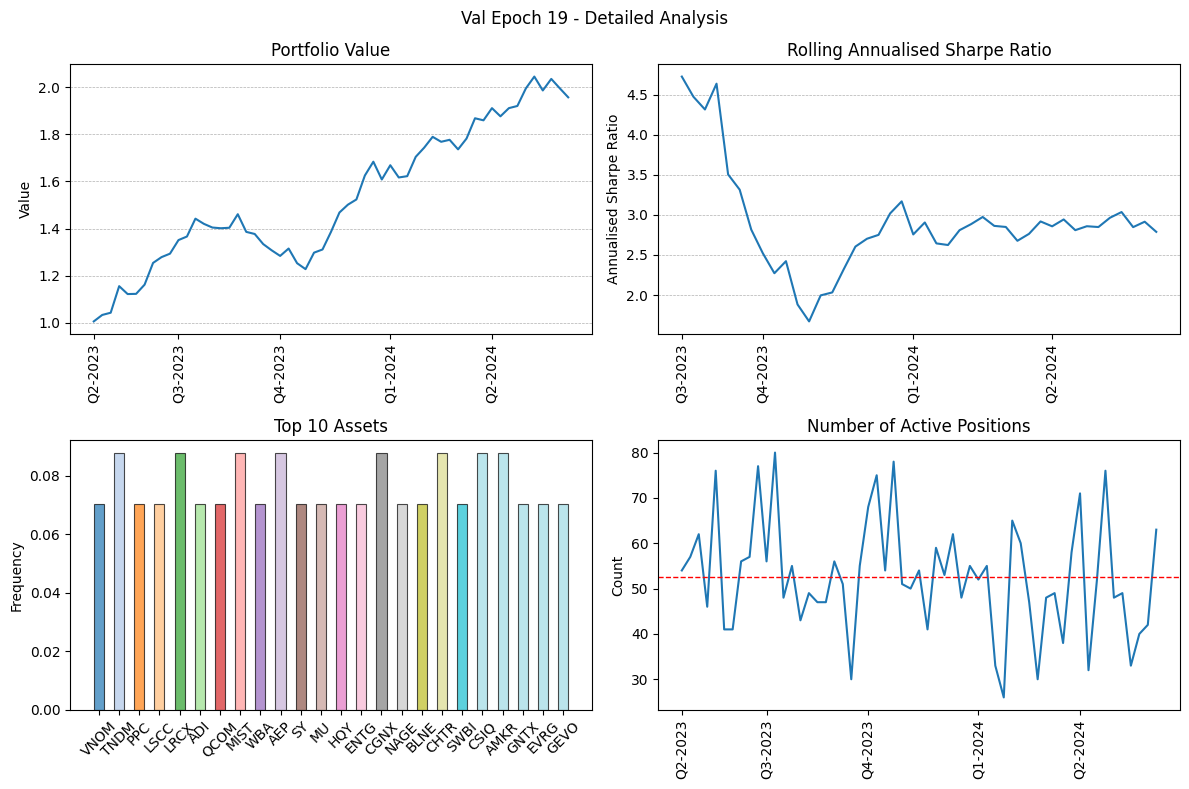 Val Epoch 19 - Detailed Analysis
Portfolio Value
Value
2.0
1.8
1.6
1.4
1.2
1.0
Q2-2023
Q3-2023
Q4-2023
Q1-2024
Q2-2024
Rolling Annualised Sharpe Ratio
Annualised Sharpe Ratio
4.5
4.0
3.5
3.0
2.5
2.0
Q3-2023
Q4-2023
Q1-2024
Q2-2024
Top 10 Assets
Frequency
0.08
0.06
0.04
0.02
0.00
VNOM
TNDM
PPC
LSCC
LRCX
ADI
QCOM
MIST
WBA
AEP
SY
MU
HQY
ENTG
CGNX
NAGE
BLNE
CHTR
SWBI
CSIQ
AMKR
GNTX
EVRG
GEVO
Number of Active Positions
Count
80
70
60
50
40
30
Q2-2023
Q3-2023
Q4-2023
Q1-2024
Q2-2024